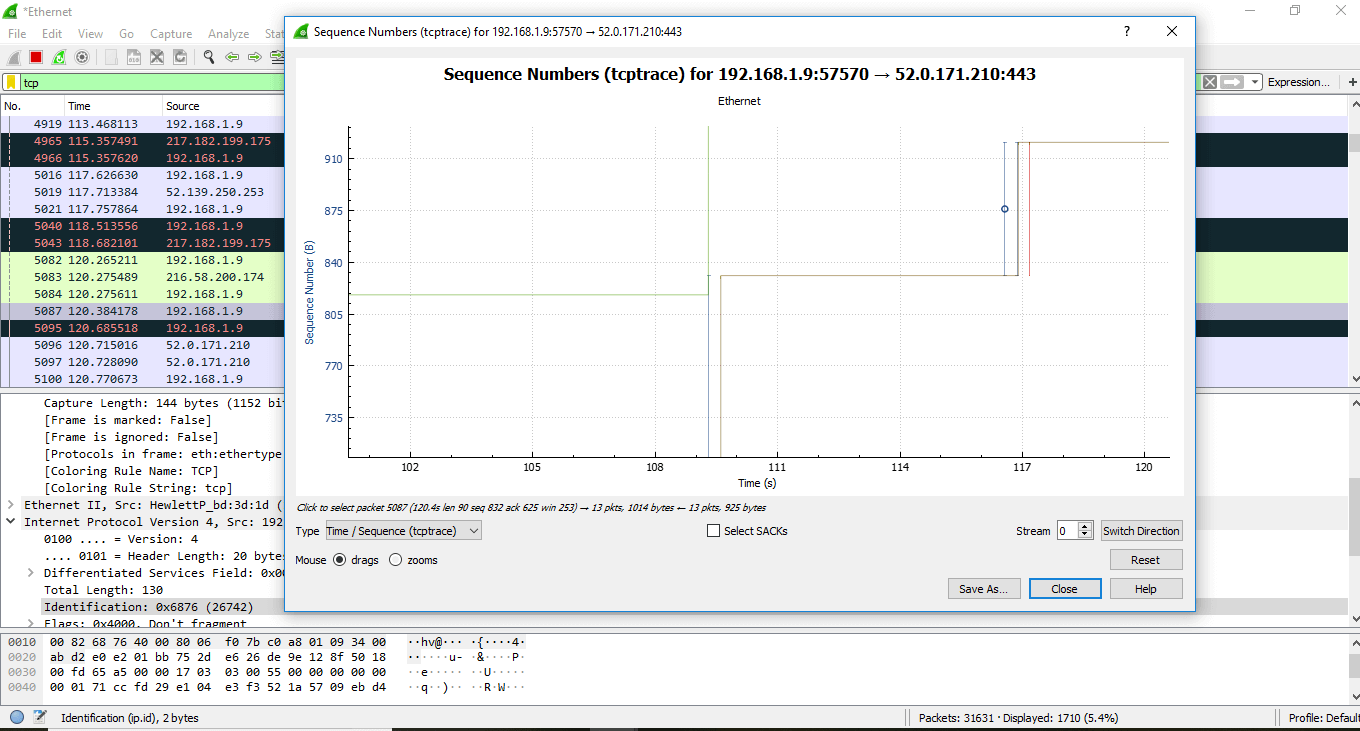 *Ethernet
File Edit View Go Capture Analyze Stat
tcp
Expression... +
No. Time Source
4919 113.468113 192.168.1.9
4965 115.357491 217.182.199.175
4966 115.357620 192.168.1.9
5016 117.626630 192.168.1.9
5019 117.713384 52.139.250.253
5021 117.757864 192.168.1.9
5040 118.513556 192.168.1.9
5043 118.682101 217.182.199.175
5082 120.265211 192.168.1.9
5083 120.275489 216.58.200.174
5084 120.275611 192.168.1.9
5087 120.384178 192.168.1.9
5095 120.685518 192.168.1.9
5096 120.715016 52.0.171.210
5097 120.728090 52.0.171.210
5100 120.770673 192.168.1.9
Capture Length: 144 bytes (1152 bi
[Frame is marked: False]
[Frame is ignored: False]
[Protocols in frame: eth:ethertype
[Coloring Rule Name: TCP]
[Coloring Rule String: tcp]
Ethernet II, Src: HewlettP_bd:3d:1d (
Internet Protocol Version 4, Src: 192
0100 .... = Version: 4
.... 0101 = Header Length: 20 bytes
Differentiated Services Field: 0x00
Total Length: 130
Identification: 0x6876 (26742)
Flags: 0x4000, Don't fragment
Sequence Numbers (tcptrace) for 192.168.1.9:57570 → 52.0.171.210:443
?
Sequence Numbers (tcptrace) for 192.168.1.9:57570 → 52.0.171.210:443
Ethernet
Sequence Number (B)
910
875
840
805
770
735
102 105 108 111 114 117 120
Time (s)
Click to select packet 5087 (120.4s len 90 seq 832 ack 625 win 253) → 13 pkts, 1014 bytes ← 13 pkts, 925 bytes
Type Time / Sequence (tcptrace) Select SACKs Stream 0 Switch Direction
Mouse drags zooms Reset
Save As... Close Help
0010 00 82 68 76 40 00 80 06 f0 7b c0 a8 01 09 34 00 ··hv@··· ·{····4·
0020 ab d2 e0 e2 01 bb 75 2d e6 26 de 9e 12 8f 50 18 ······u- ·&····P·
0030 00 fd 65 a5 00 00 17 03 03 00 55 00 00 00 00 00 ··e····· ··U·····
0040 00 01 71 cc fd 29 e1 04 e3 f3 52 1a 57 09 eb d4 ··q··)·· ··R·W···
Identification (ip.id), 2 bytes Packets: 31631 · Displayed: 1710 (5.4%) Profile: Default